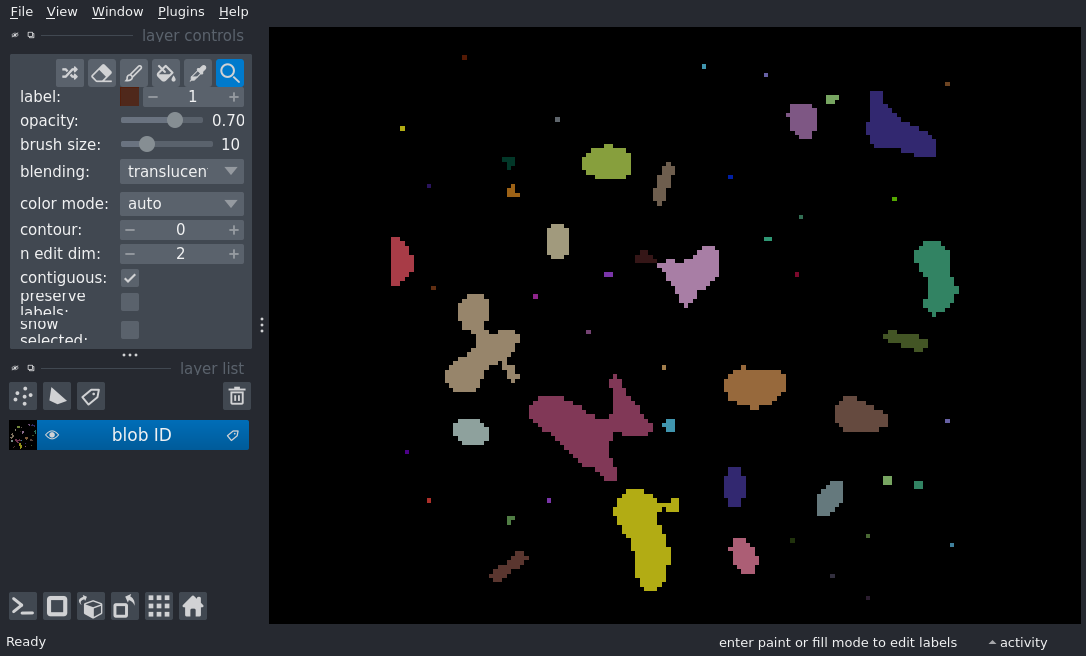 File View Window Plugins Help
layer controls
label: 1
opacity: 0.70
brush size: 10
blending: translucen
color mode: auto
contour: 0
n edit dim: 2
contiguous:
preserve
labels:
show
selected:
layer list
blob ID
Ready
enter paint or fill mode to edit labels
activity